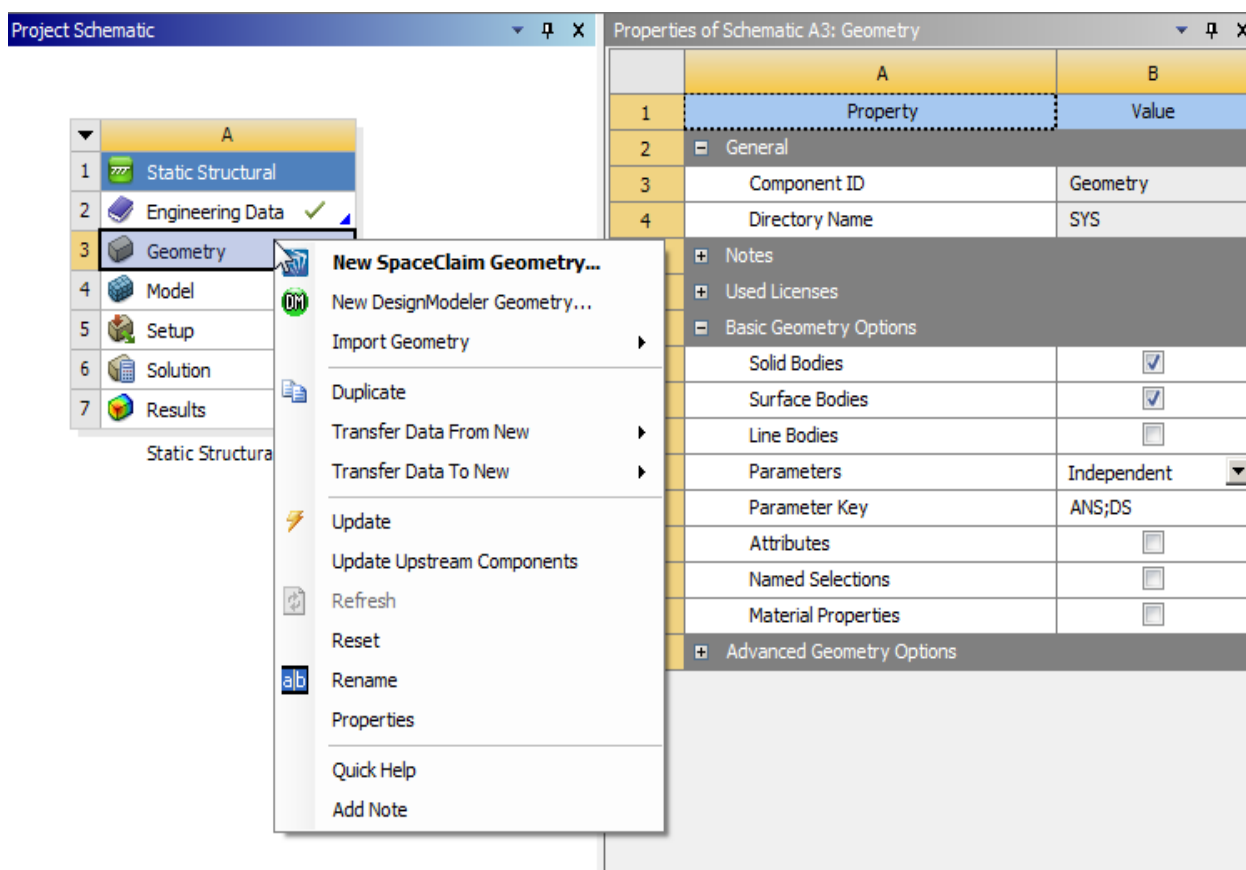 Project Schematic
A
1 Static Structural
2 Engineering Data
3 Geometry
4 Model
5 Setup
6 Solution
7 Results
Static Structura
New SpaceClaim Geometry...
DM New DesignModeler Geometry...
Import Geometry
Duplicate
Transfer Data From New
Transfer Data To New
Update
Update Upstream Components
Refresh
Reset
a|b Rename
Properties
Quick Help
Add Note
Properties of Schematic A3: Geometry
A B
1 Property Value
2 General
3 Component ID Geometry
4 Directory Name SYS
Notes
Used Licenses
Basic Geometry Options
Solid Bodies
Surface Bodies
Line Bodies
Parameters Independent
Parameter Key ANS;DS
Attributes
Named Selections
Material Properties
Advanced Geometry Options